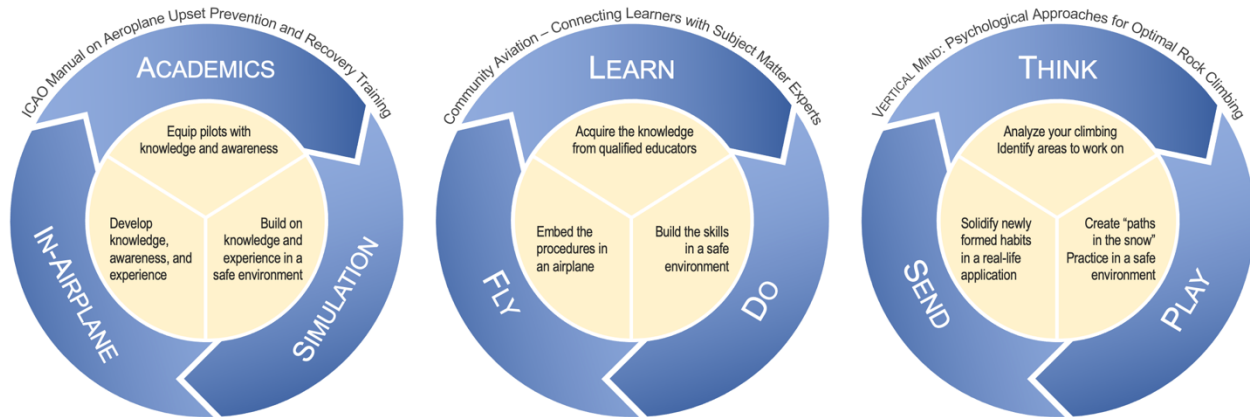 ICAO Manual on Aeroplane Upset Prevention and Recovery Training
ACADEMICS
Equip pilots with
knowledge and awareness
Build on
knowledge and
experience in a
safe environment
SIMULATION
Develop
knowledge,
awareness, and
experience
IN-AIRPLANE
Community Aviation – Connecting Learners with Subject Matter Experts
LEARN
Acquire the knowledge
from qualified educators
Build the skills
in a safe
environment
DO
Embed the
procedures in
an airplane
FLY
VERTICAL MIND: Psychological Approaches for Optimal Rock Climbing
THINK
Analyze your climbing
Identify areas to work on
Create “paths
in the snow”
Practice in a safe
environment
PLAY
Solidify newly
formed habits
in a real-life
application
SEND